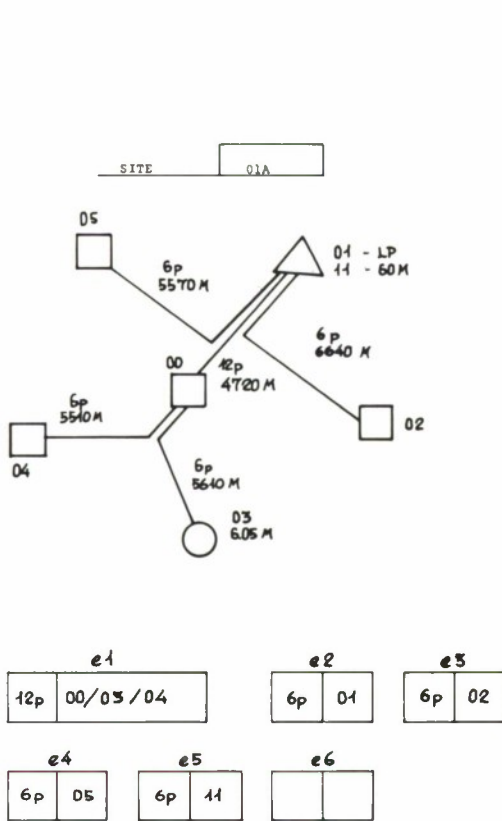 SITE 01A
05
01 - LP
11 - 60M
6p
5570 M
6p
6640 M
00
12p
4720 M
6p
5510 M
02
04
6p
5610 M
03
6.05 M
e1
12p 00/03/04
e2
6p 01
e3
6p 02
e4
6p 05
e5
6p 11
e6